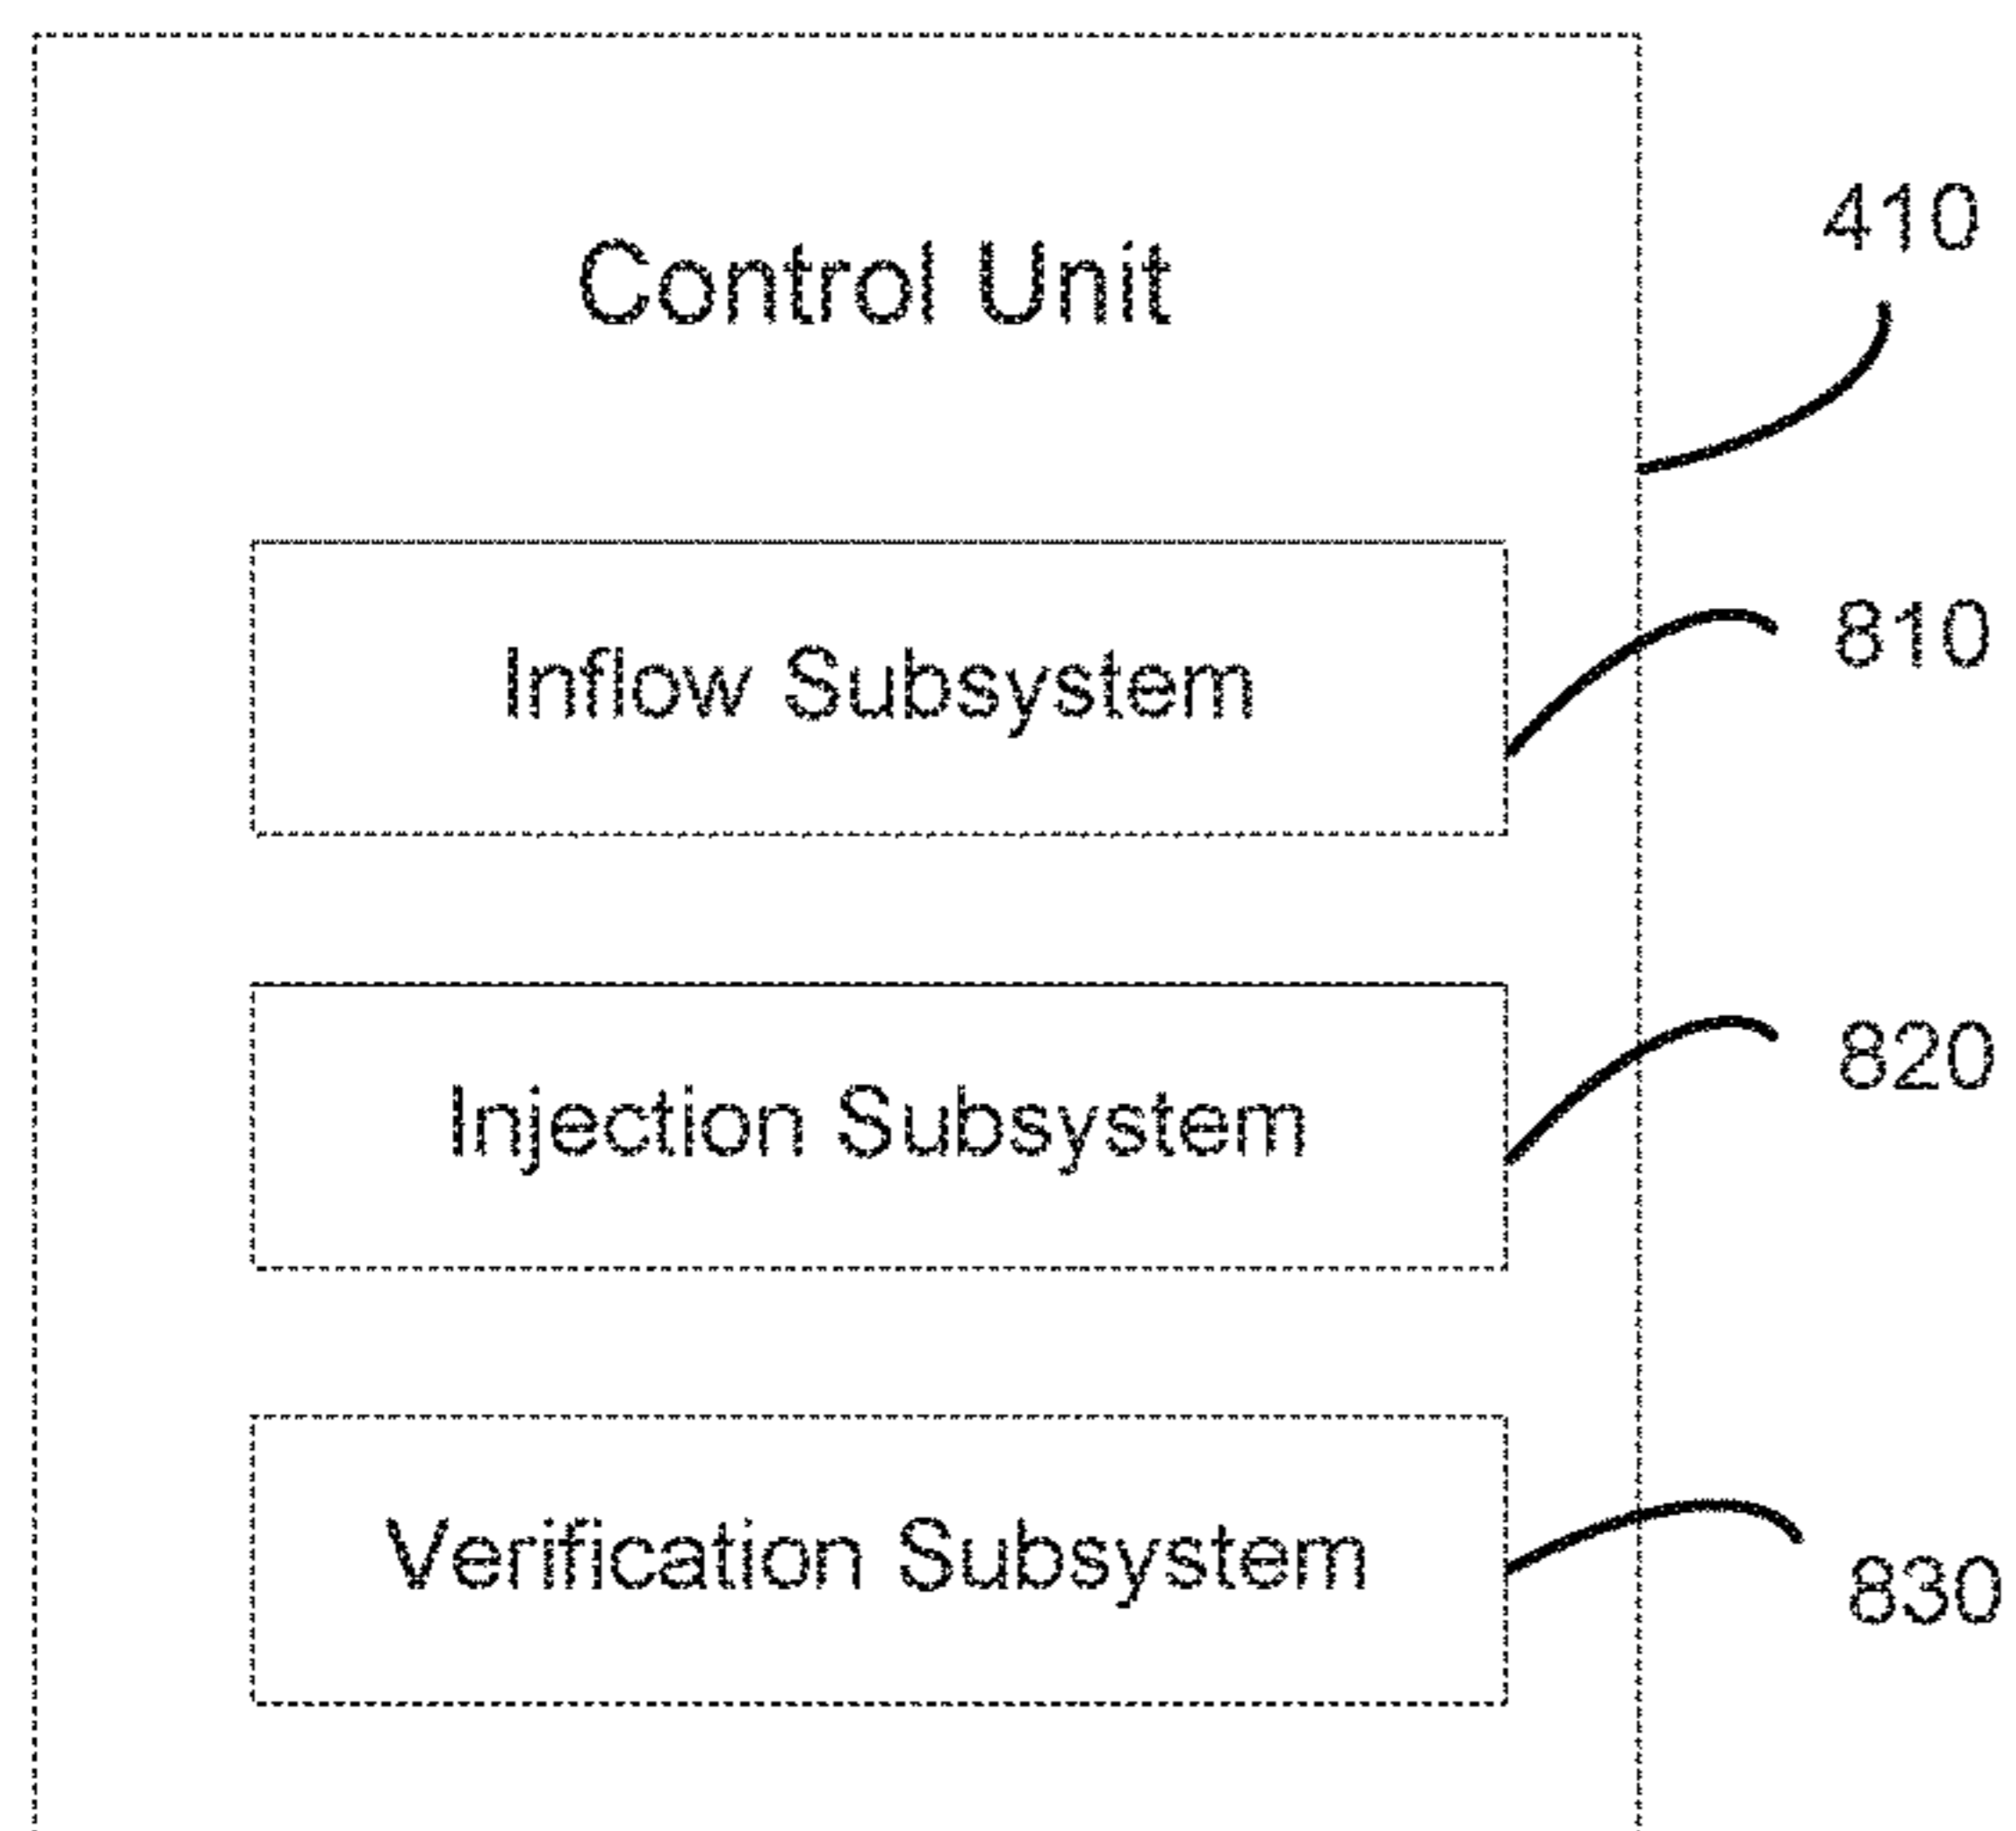 410
Control Unit
810
Inflow Subsystem
820
Injection Subsystem
Verification Subsystem
830